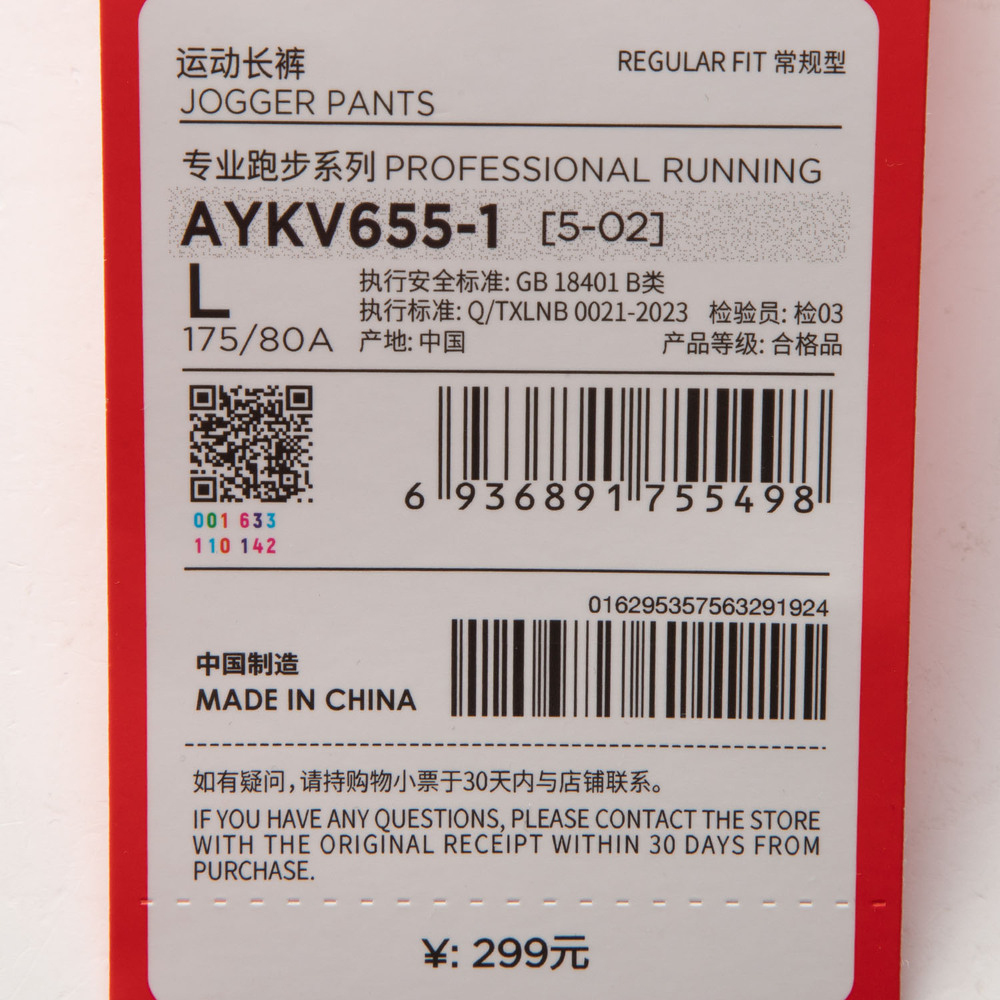 运动长裤
REGULAR FIT 常规型
JOGGER PANTS
专业跑步系列 PROFESSIONAL RUNNING
AYKV655-1 [5-02]
L
执行安全标准: GB 18401 B类
执行标准: Q/TXLNB 0021-2023 检验员: 检03
175/80A
产地: 中国
产品等级: 合格品
6 936891 755498
001 633
110 142
016295357563291924
中国制造
MADE IN CHINA
如有疑问，请持购物小票于30天内与店铺联系。
IF YOU HAVE ANY QUESTIONS, PLEASE CONTACT THE STORE
WITH THE ORIGINAL RECEIPT WITHIN 30 DAYS FROM
PURCHASE.
¥: 299元